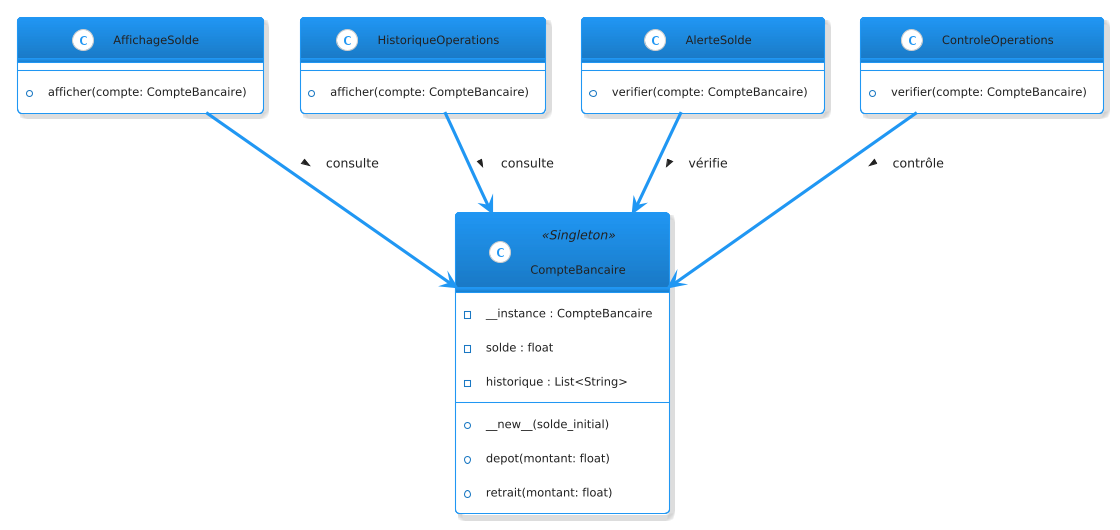 C AffichageSolde
C HistoriqueOperations
C AlerteSolde
C ControleOperations
afficher(compte: CompteBancaire)
afficher(compte: CompteBancaire)
verifier(compte: CompteBancaire)
verifier(compte: CompteBancaire)
consulte
consulte
vérifie
contrôle
«Singleton»
C
CompteBancaire
__instance : CompteBancaire
solde : float
historique : List<String>
__new__(solde_initial)
depot(montant: float)
retrait(montant: float)